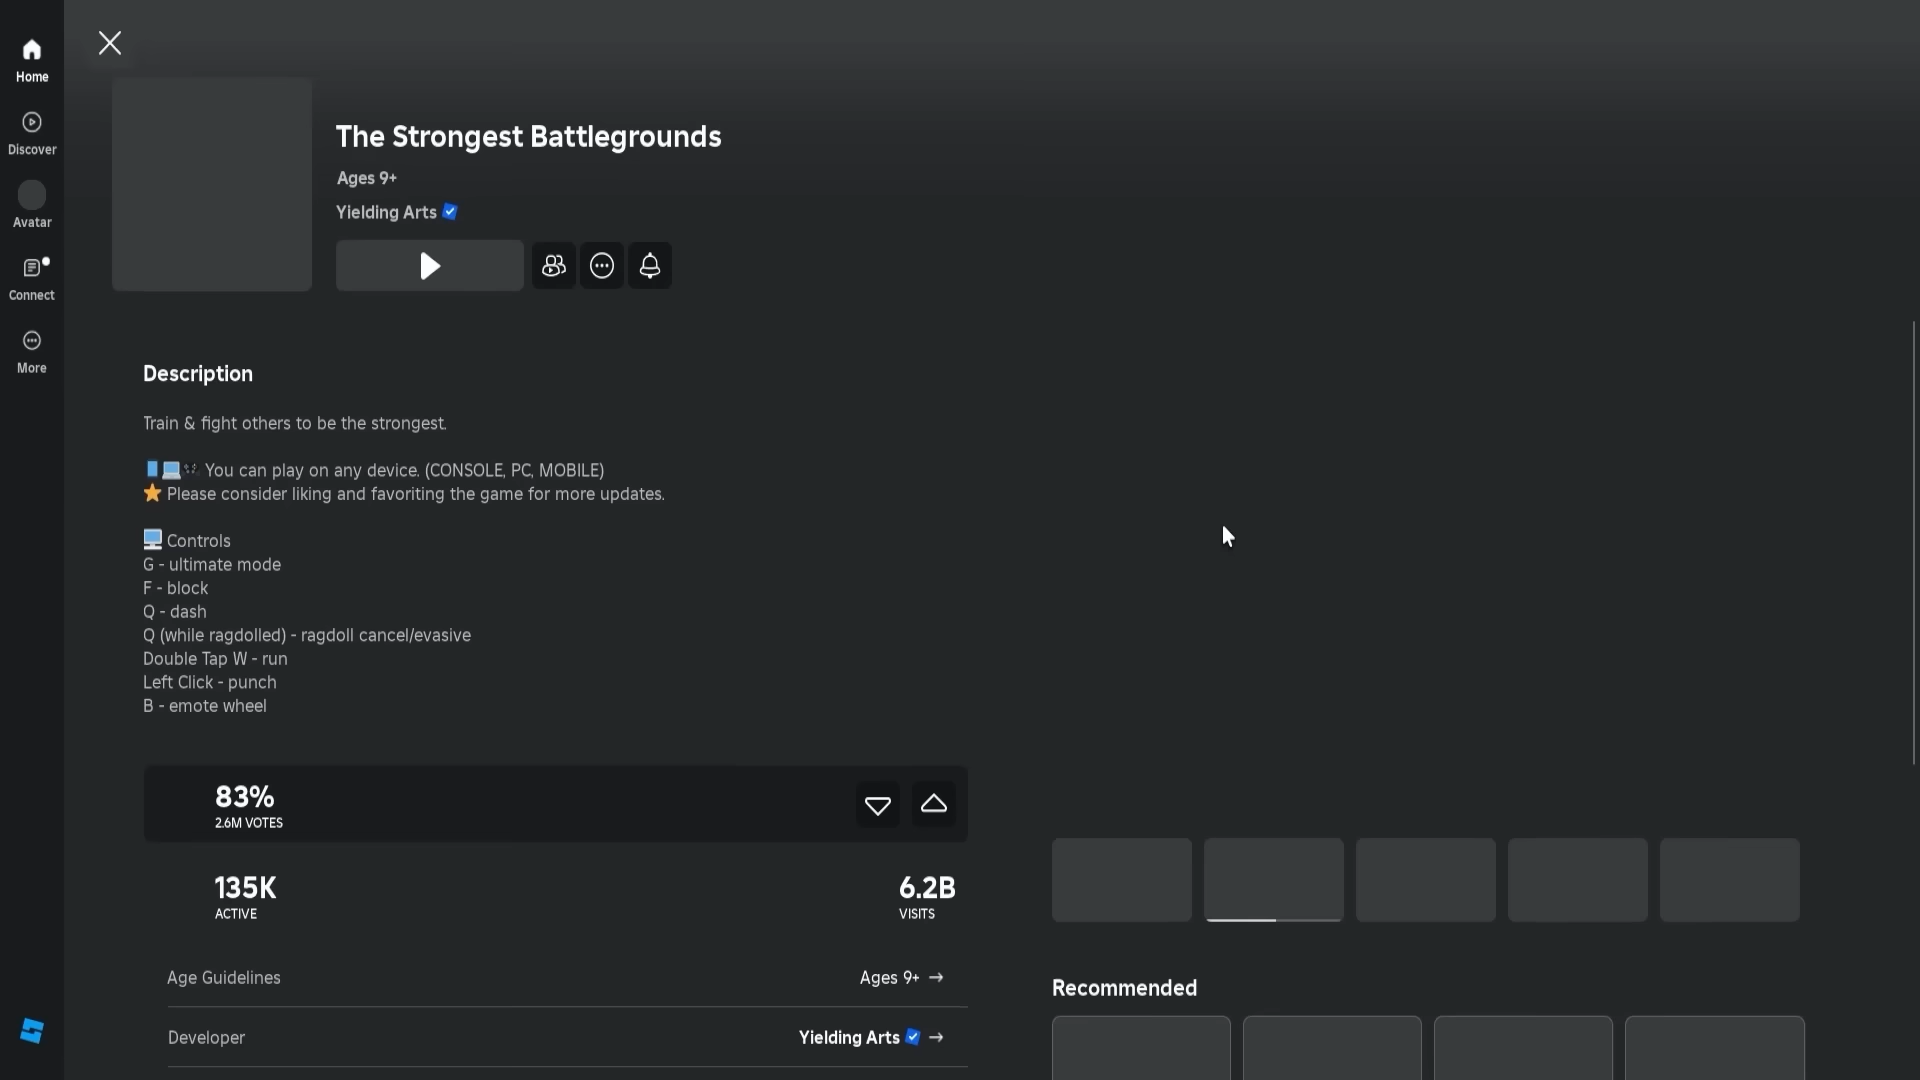 Home
Discover
Avatar
Connect
More
The Strongest Battlegrounds
Ages 9+
Yielding Arts
Description
Train & fight others to be the strongest.
You can play on any device. (CONSOLE, PC, MOBILE)
Please consider liking and favoriting the game for more updates.
Controls
G - ultimate mode
F - block
Q - dash
Q (while ragdolled) - ragdoll cancel/evasive
Double Tap W - run
Left Click - punch
B - emote wheel
83%
2.6M VOTES
135K
ACTIVE
6.2B
VISITS
Age Guidelines
Ages 9+ →
Developer
Yielding Arts →
Recommended